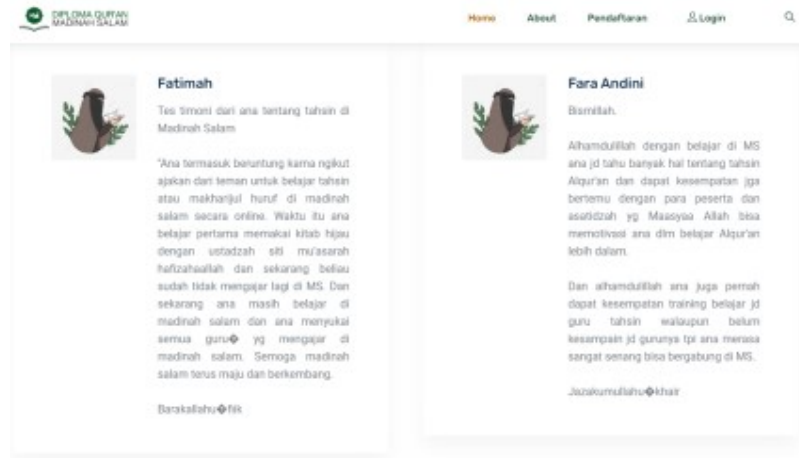 DIPLOMA QUR'AN
MADINAH SALAM
Home About Pendaftaran Login
Fatimah
Tes timoni dari ana tentang tahsin di
Madinah Salam
"Ana termasuk beruntung karna ngikut
ajakan dari teman untuk belajar tahsin
atau makharijul huruf di madinah
salam secara online. Waktu itu ana
belajar pertama memakai kitab hijau
dengan ustadzah siti mu'asarah
hafizahaallah dan sekarang beliau
sudah tidak mengajar lagi di MS. Dan
sekarang ana masih belajar di
madinah salam dan ana menyukai
semua guru� yg mengajar di
madinah salam. Semoga madinah
salam terus maju dan berkembang.
Barakallahu�fiik
Fara Andini
Bismillah.
Alhamdulillah dengan belajar di MS
ana jd tahu banyak hal tentang tahsin
Alqur'an dan dapat kesempatan jga
bertemu dengan para peserta dan
asatidzah yg Maasyaa Allah bisa
memotivasi ana dlm belajar Alqur'an
lebih dalam.
Dan alhamdulillah ana juga pernah
dapat kesempatan training belajar jd
guru tahsin walaupun belum
kesampain jd gurunya tpi ana merasa
sangat senang bisa bergabung di MS.
Jazakumullahu�khair